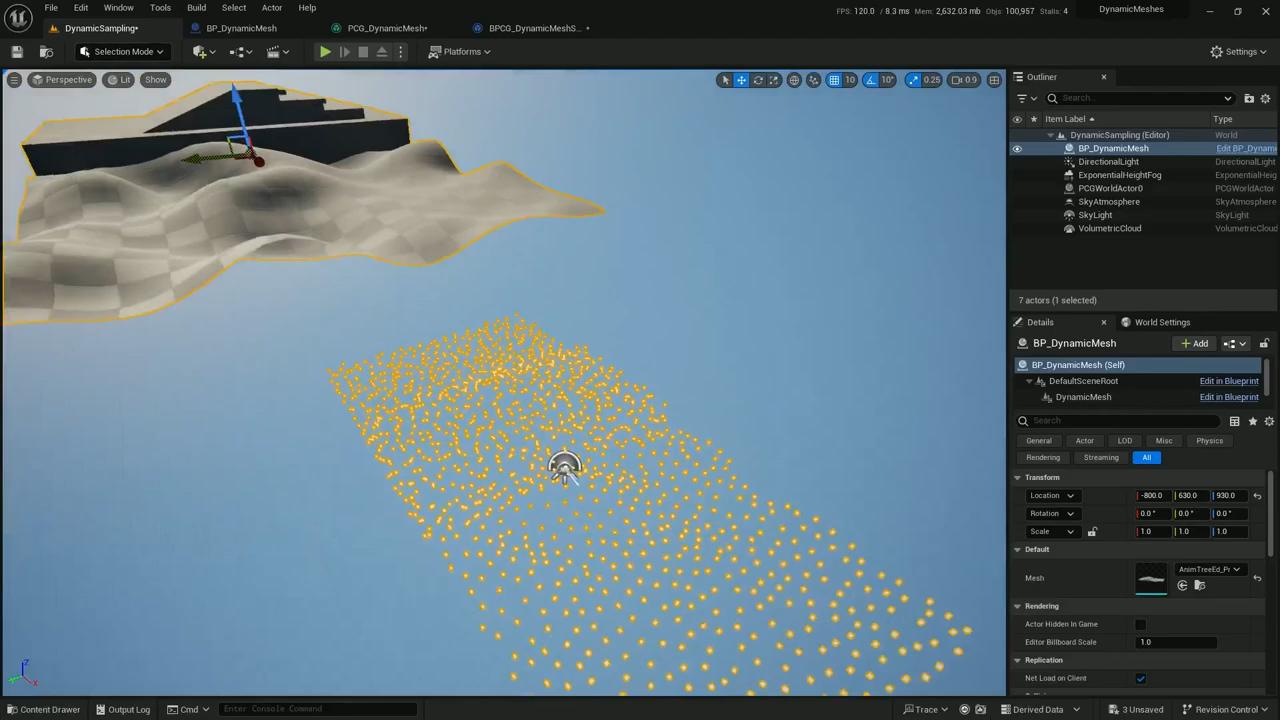 File Edit Window Tools Build Select Actor Help
FPS: 120.0 / 8.3 ms Mem: 2,632.03 mb Objs: 100,957 Stalls: 4
DynamicMeshes
DynamicSampling•
BP_DynamicMesh
PCG_DynamicMesh•
BPCG_DynamicMeshS... •
Selection Mode
Platforms
Settings
Perspective
Lit
Show
10
10°
0.25
0.9
Outliner
Search...
Item Label
Type
DynamicSampling (Editor) World
BP_DynamicMesh Edit BP_Dynam
DirectionalLight DirectionalLight
ExponentialHeightFog ExponentialHeig
PCGWorldActor0 PCGWorldActor
SkyAtmosphere SkyAtmosphere
SkyLight SkyLight
VolumetricCloud VolumetricCloud
7 actors (1 selected)
Details
World Settings
BP_DynamicMesh
Add
BP_DynamicMesh (Self)
DefaultSceneRoot Edit in Blueprint
DynamicMesh Edit in Blueprint
Search
General Actor LOD Misc Physics
Rendering Streaming All
Transform
Location -800.0 630.0 930.0
Rotation 0.0 ° 0.0 ° 0.0 °
Scale 1.0 1.0 1.0
Default
Mesh AnimTreeEd_Pr
Rendering
Actor Hidden In Game
Editor Billboard Scale 1.0
Replication
Net Load on Client
Z
X
Content Drawer
Output Log
Cmd
Enter Console Command
Trace
Derived Data
3 Unsaved
Revision Control